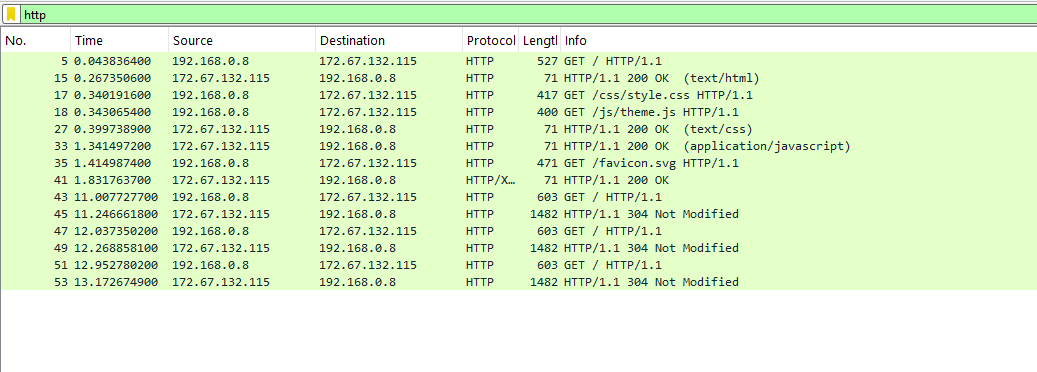 http
No. Time Source Destination Protocol Lengtl Info
5 0.043836400 192.168.0.8 172.67.132.115 HTTP 527 GET / HTTP/1.1
15 0.267350600 172.67.132.115 192.168.0.8 HTTP 71 HTTP/1.1 200 OK (text/html)
17 0.340191600 192.168.0.8 172.67.132.115 HTTP 417 GET /css/style.css HTTP/1.1
18 0.343065400 192.168.0.8 172.67.132.115 HTTP 400 GET /js/theme.js HTTP/1.1
27 0.399738900 172.67.132.115 192.168.0.8 HTTP 71 HTTP/1.1 200 OK (text/css)
33 1.341497200 172.67.132.115 192.168.0.8 HTTP 71 HTTP/1.1 200 OK (application/javascript)
35 1.414987400 192.168.0.8 172.67.132.115 HTTP 471 GET /favicon.svg HTTP/1.1
41 1.831763700 172.67.132.115 192.168.0.8 HTTP/X… 71 HTTP/1.1 200 OK
43 11.007727700 192.168.0.8 172.67.132.115 HTTP 603 GET / HTTP/1.1
45 11.246661800 172.67.132.115 192.168.0.8 HTTP 1482 HTTP/1.1 304 Not Modified
47 12.037350200 192.168.0.8 172.67.132.115 HTTP 603 GET / HTTP/1.1
49 12.268858100 172.67.132.115 192.168.0.8 HTTP 1482 HTTP/1.1 304 Not Modified
51 12.952780200 192.168.0.8 172.67.132.115 HTTP 603 GET / HTTP/1.1
53 13.172674900 172.67.132.115 192.168.0.8 HTTP 1482 HTTP/1.1 304 Not Modified